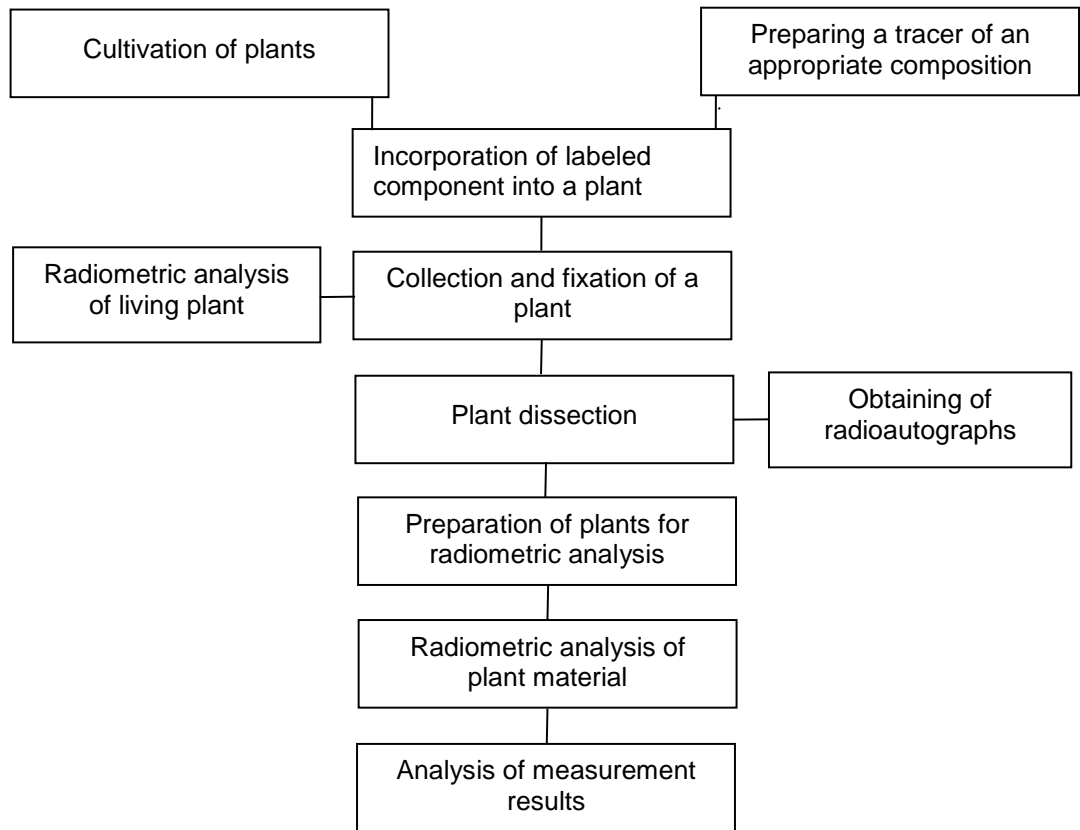 Cultivation of plants
Preparing a tracer of an
appropriate composition
Incorporation of labeled
component into a plant
Radiometric analysis
of living plant
Collection and fixation of a
plant
Plant dissection
Obtaining of
radioautographs
Preparation of plants for
radiometric analysis
Radiometric analysis of
plant material
Analysis of measurement
results